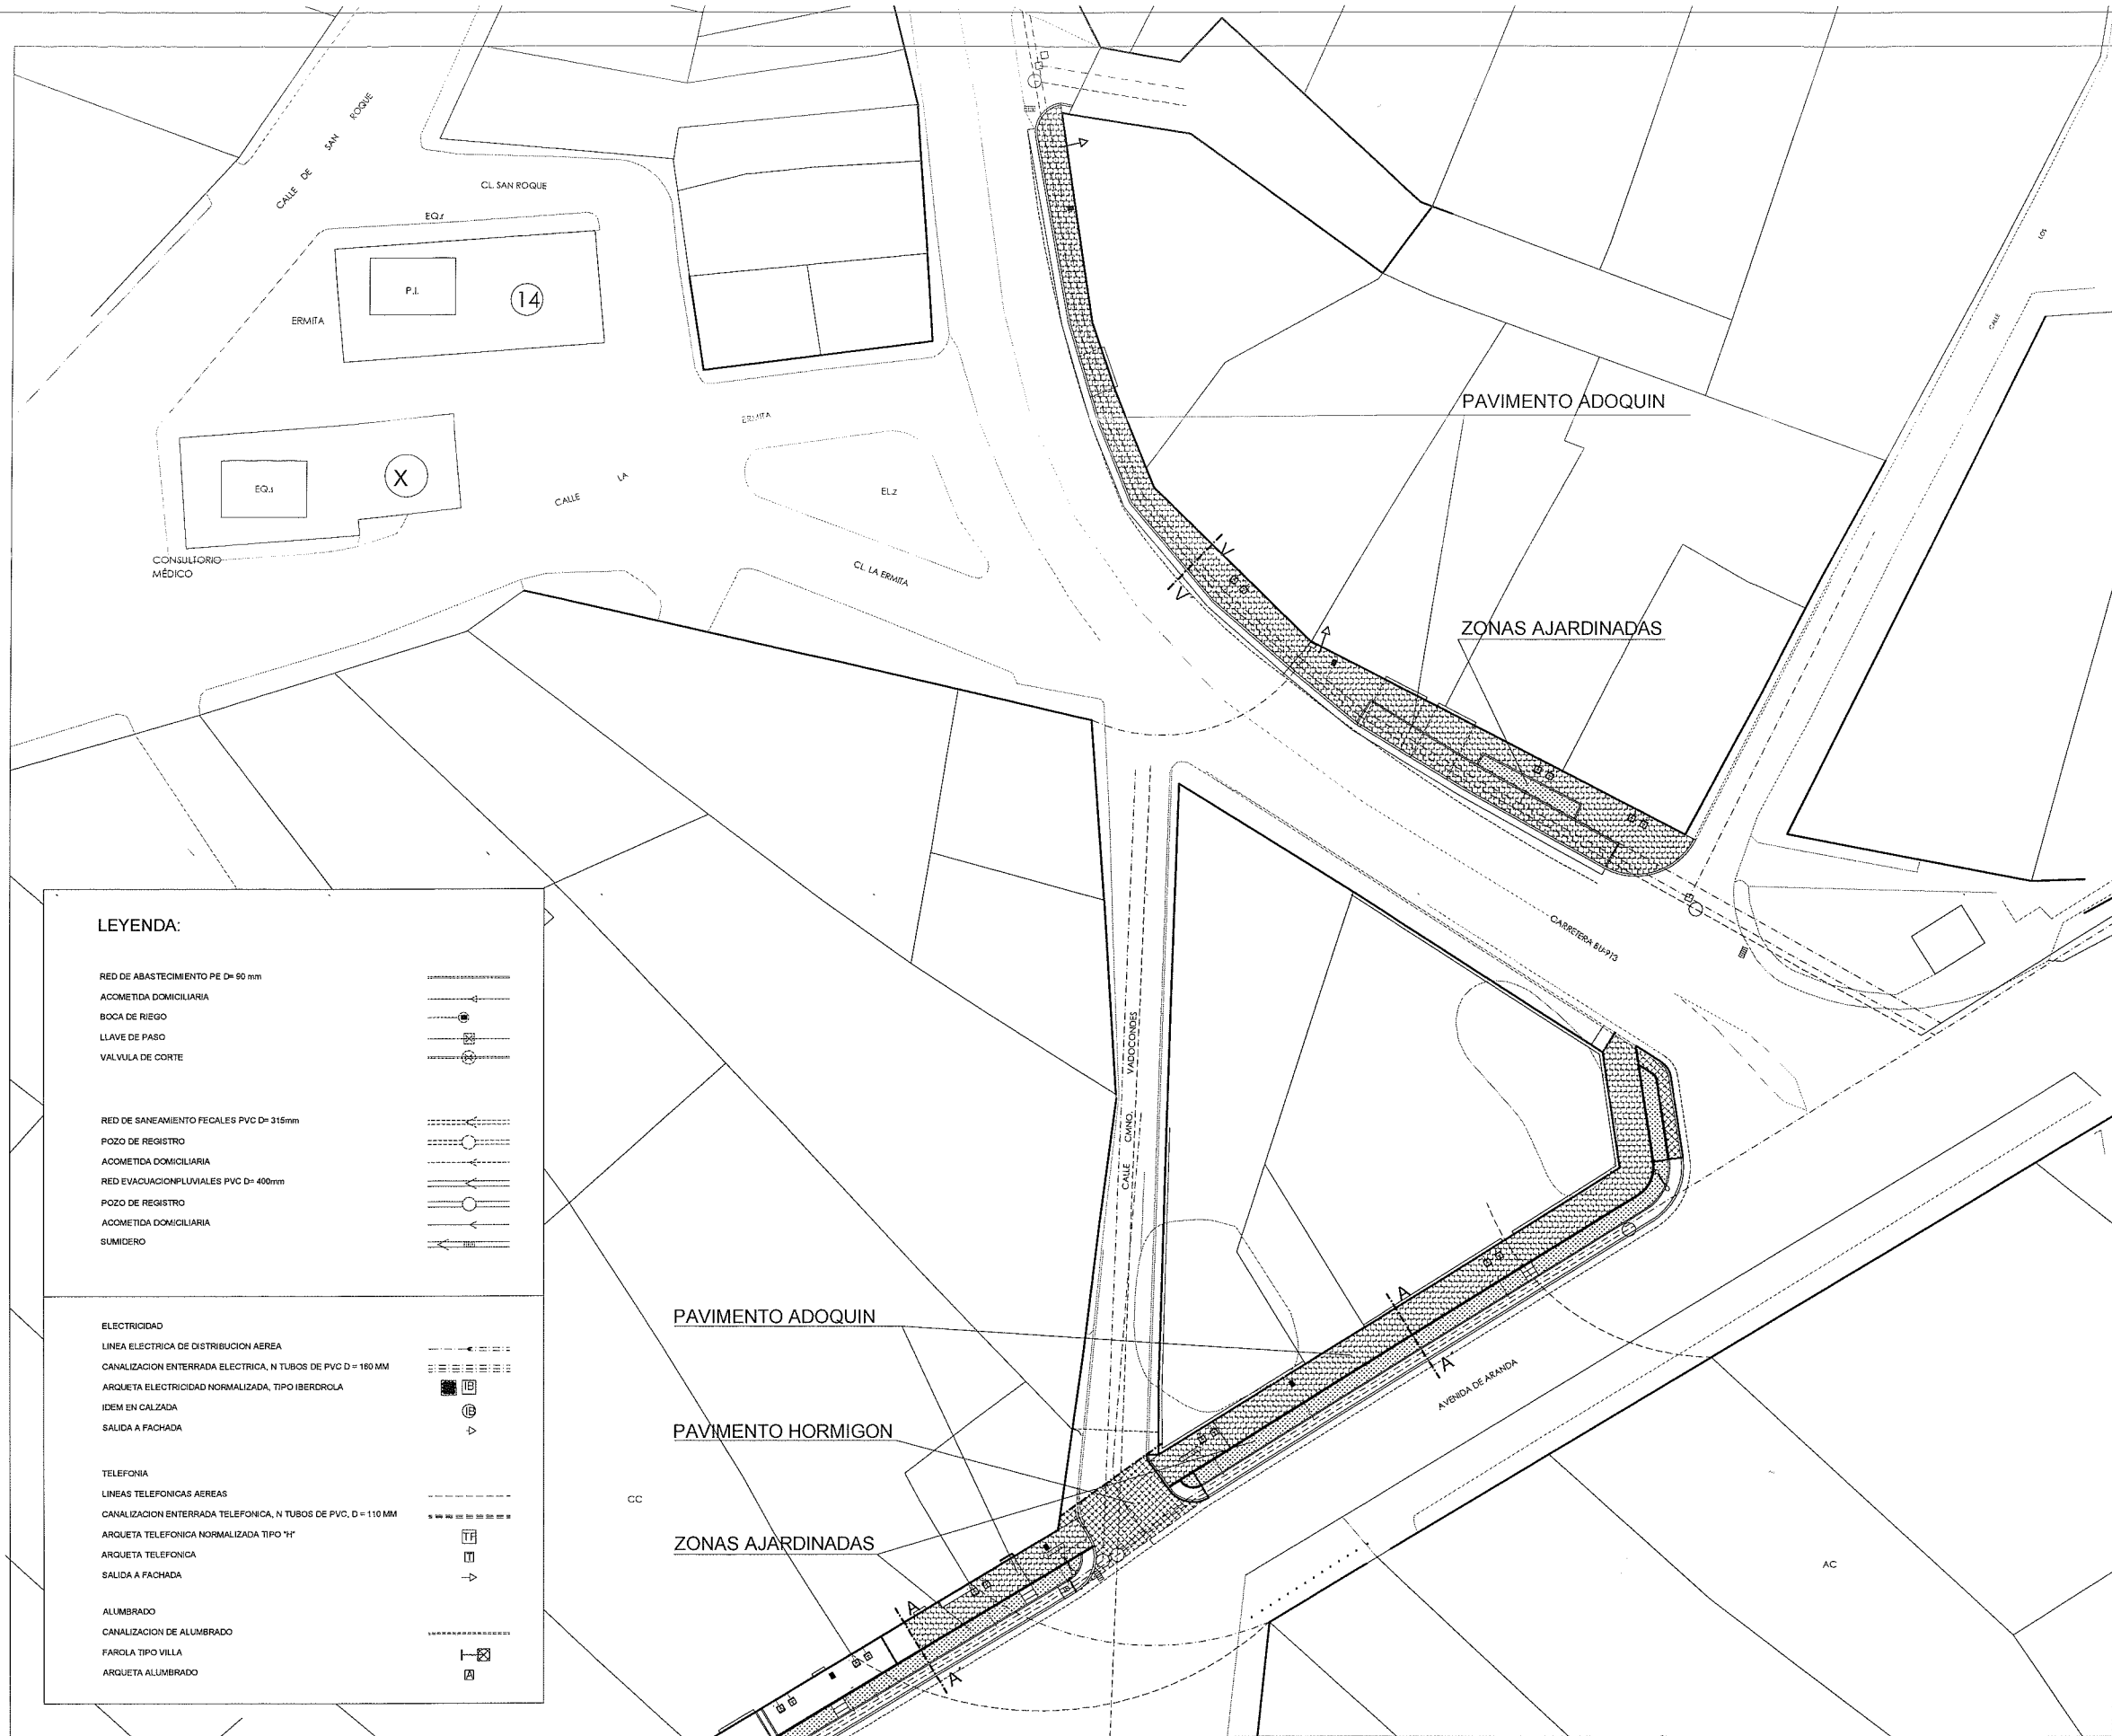 CALLE DE SAN ROQUE
CL. SAN ROQUE
EQ.r
P.I.
14
ERMITA
EQ.s
X
CONSULTORIO
MÉDICO
CALLE LA ERMITA
EL.z
CL. LA ERMITA
CALLE LOS
PAVIMENTO ADOQUIN
ZONAS AJARDINADAS
V
V'
CARRETERA BU-913
CALLE CMNO. VADOCONDES
AVENIDA DE ARANDA
PAVIMENTO ADOQUIN
PAVIMENTO HORMIGON
ZONAS AJARDINADAS
A
A'
A
A'
CC
AC
LEYENDA:
RED DE ABASTECIMIENTO PE D= 90 mm
ACOMETIDA DOMICILIARIA
BOCA DE RIEGO
LLAVE DE PASO
VALVULA DE CORTE
RED DE SANEAMIENTO FECALES PVC D= 315mm
POZO DE REGISTRO
ACOMETIDA DOMICILIARIA
RED EVACUACIONPLUVIALES PVC D= 400mm
POZO DE REGISTRO
ACOMETIDA DOMICILIARIA
SUMIDERO
ELECTRICIDAD
LINEA ELECTRICA DE DISTRIBUCION AEREA
CANALIZACION ENTERRADA ELECTRICA, N TUBOS DE PVC D = 160 MM
ARQUETA ELECTRICIDAD NORMALIZADA, TIPO IBERDROLA IB
IDEM EN CALZADA IB
SALIDA A FACHADA
TELEFONIA
LINEAS TELEFONICAS AEREAS
CANALIZACION ENTERRADA TELEFONICA, N TUBOS DE PVC, D = 110 MM
ARQUETA TELEFONICA NORMALIZADA TIPO "H" TF
ARQUETA TELEFONICA T
SALIDA A FACHADA
ALUMBRADO
CANALIZACION DE ALUMBRADO
FAROLA TIPO VILLA
ARQUETA ALUMBRADO A